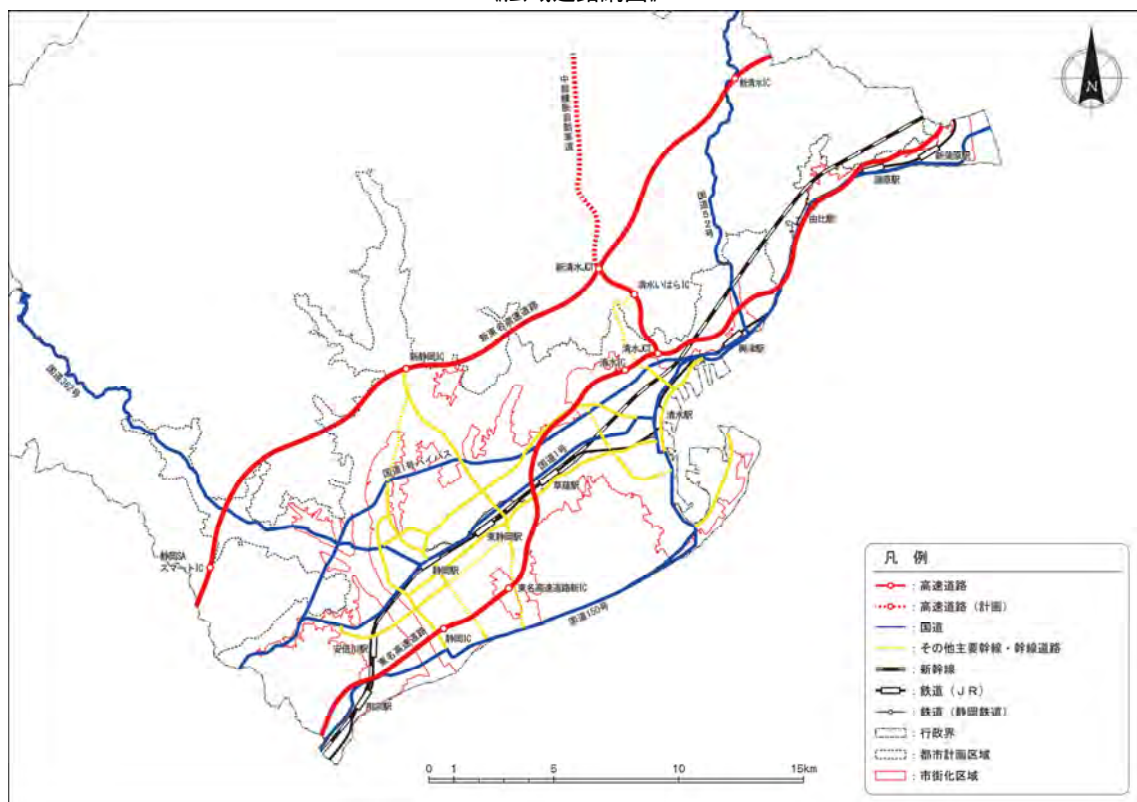 N
中部横断自動車道
新清水IC
国道52号
新蒲原駅
蒲原駅
由比駅
新清水JCT
清水いはらIC
新東名高速道路
清水JCT
清水IC
興津駅
新静岡IC
国道362号
清水駅
国道1号バイパス
国道1号
草薙駅
東静岡駅
静岡SA
スマートIC
静岡駅
東名高速道路新IC
国道150号
静岡IC
東名高速道路
安倍川駅
用宗駅
凡 例
：高速道路
：高速道路（計画）
：国道
：その他主要幹線・幹線道路
：新幹線
：鉄道（JR）
：鉄道（静岡鉄道）
：行政界
：都市計画区域
：市街化区域
0 1 5 10 15km